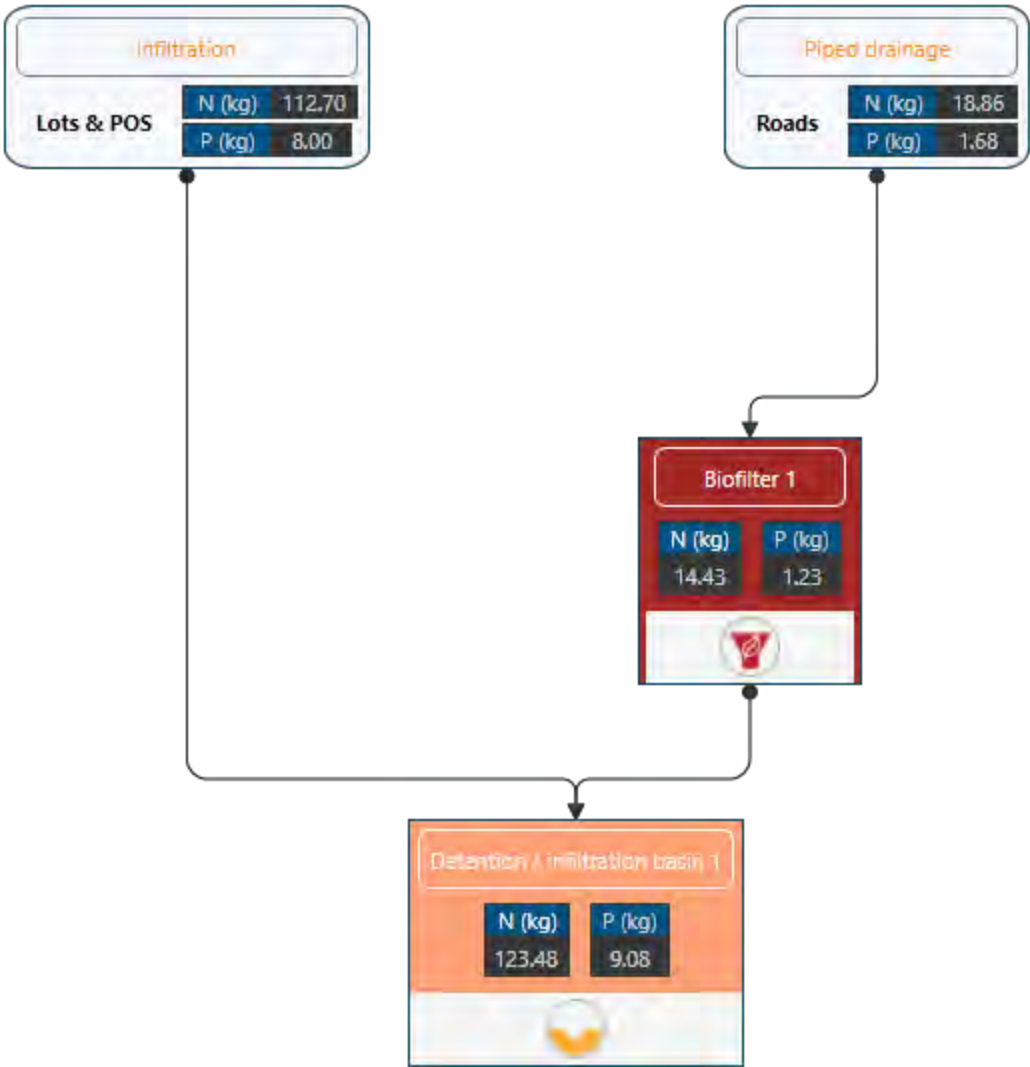 Infiltration
Lots & POS
N (kg) 112.70
P (kg) 8.00
Piped drainage
Roads
N (kg) 18.86
P (kg) 1.68
Biofilter 1
N (kg) P (kg)
14.43 1.23
Detention / infiltration basin 1
N (kg) P (kg)
123.48 9.08